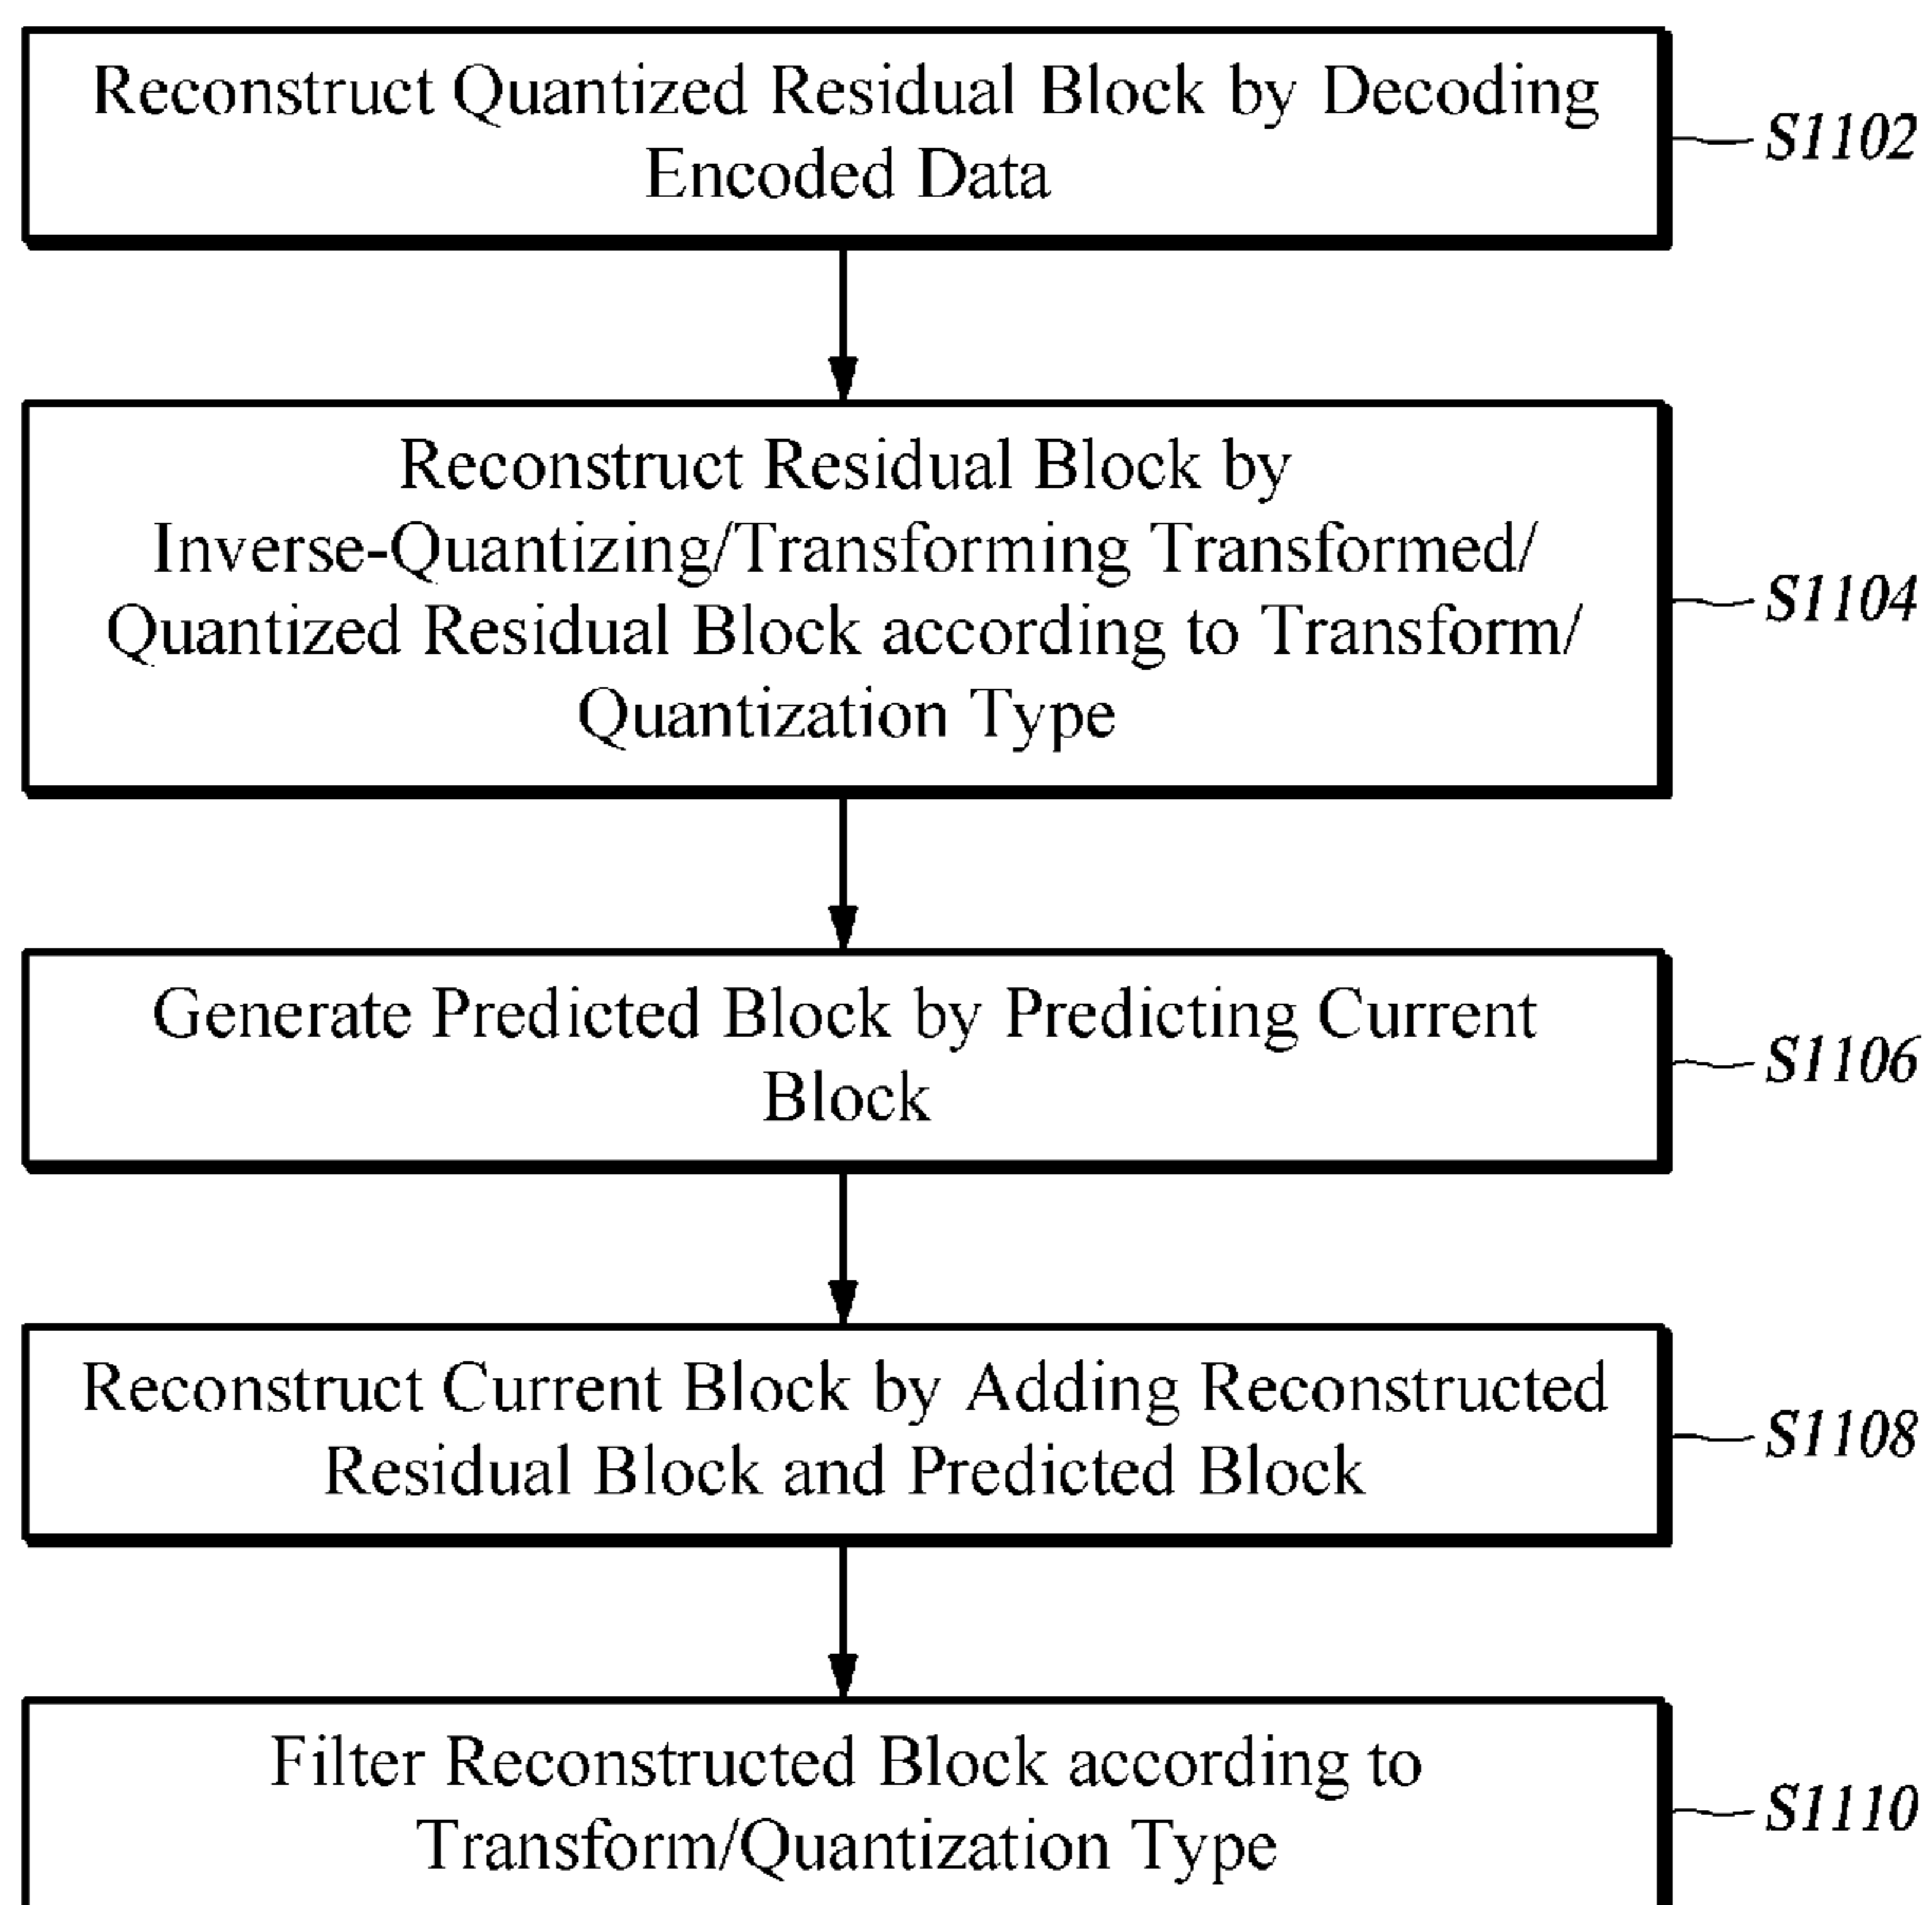 Reconstruct Quantized Residual Block by Decoding
Encoded Data
S1102
Reconstruct Residual Block by
Inverse-Quantizing/Transforming Transformed/
Quantized Residual Block according to Transform/
Quantization Type
S1104
Generate Predicted Block by Predicting Current
Block
S1106
Reconstruct Current Block by Adding Reconstructed
Residual Block and Predicted Block
S1108
Filter Reconstructed Block according to
Transform/Quantization Type
S1110